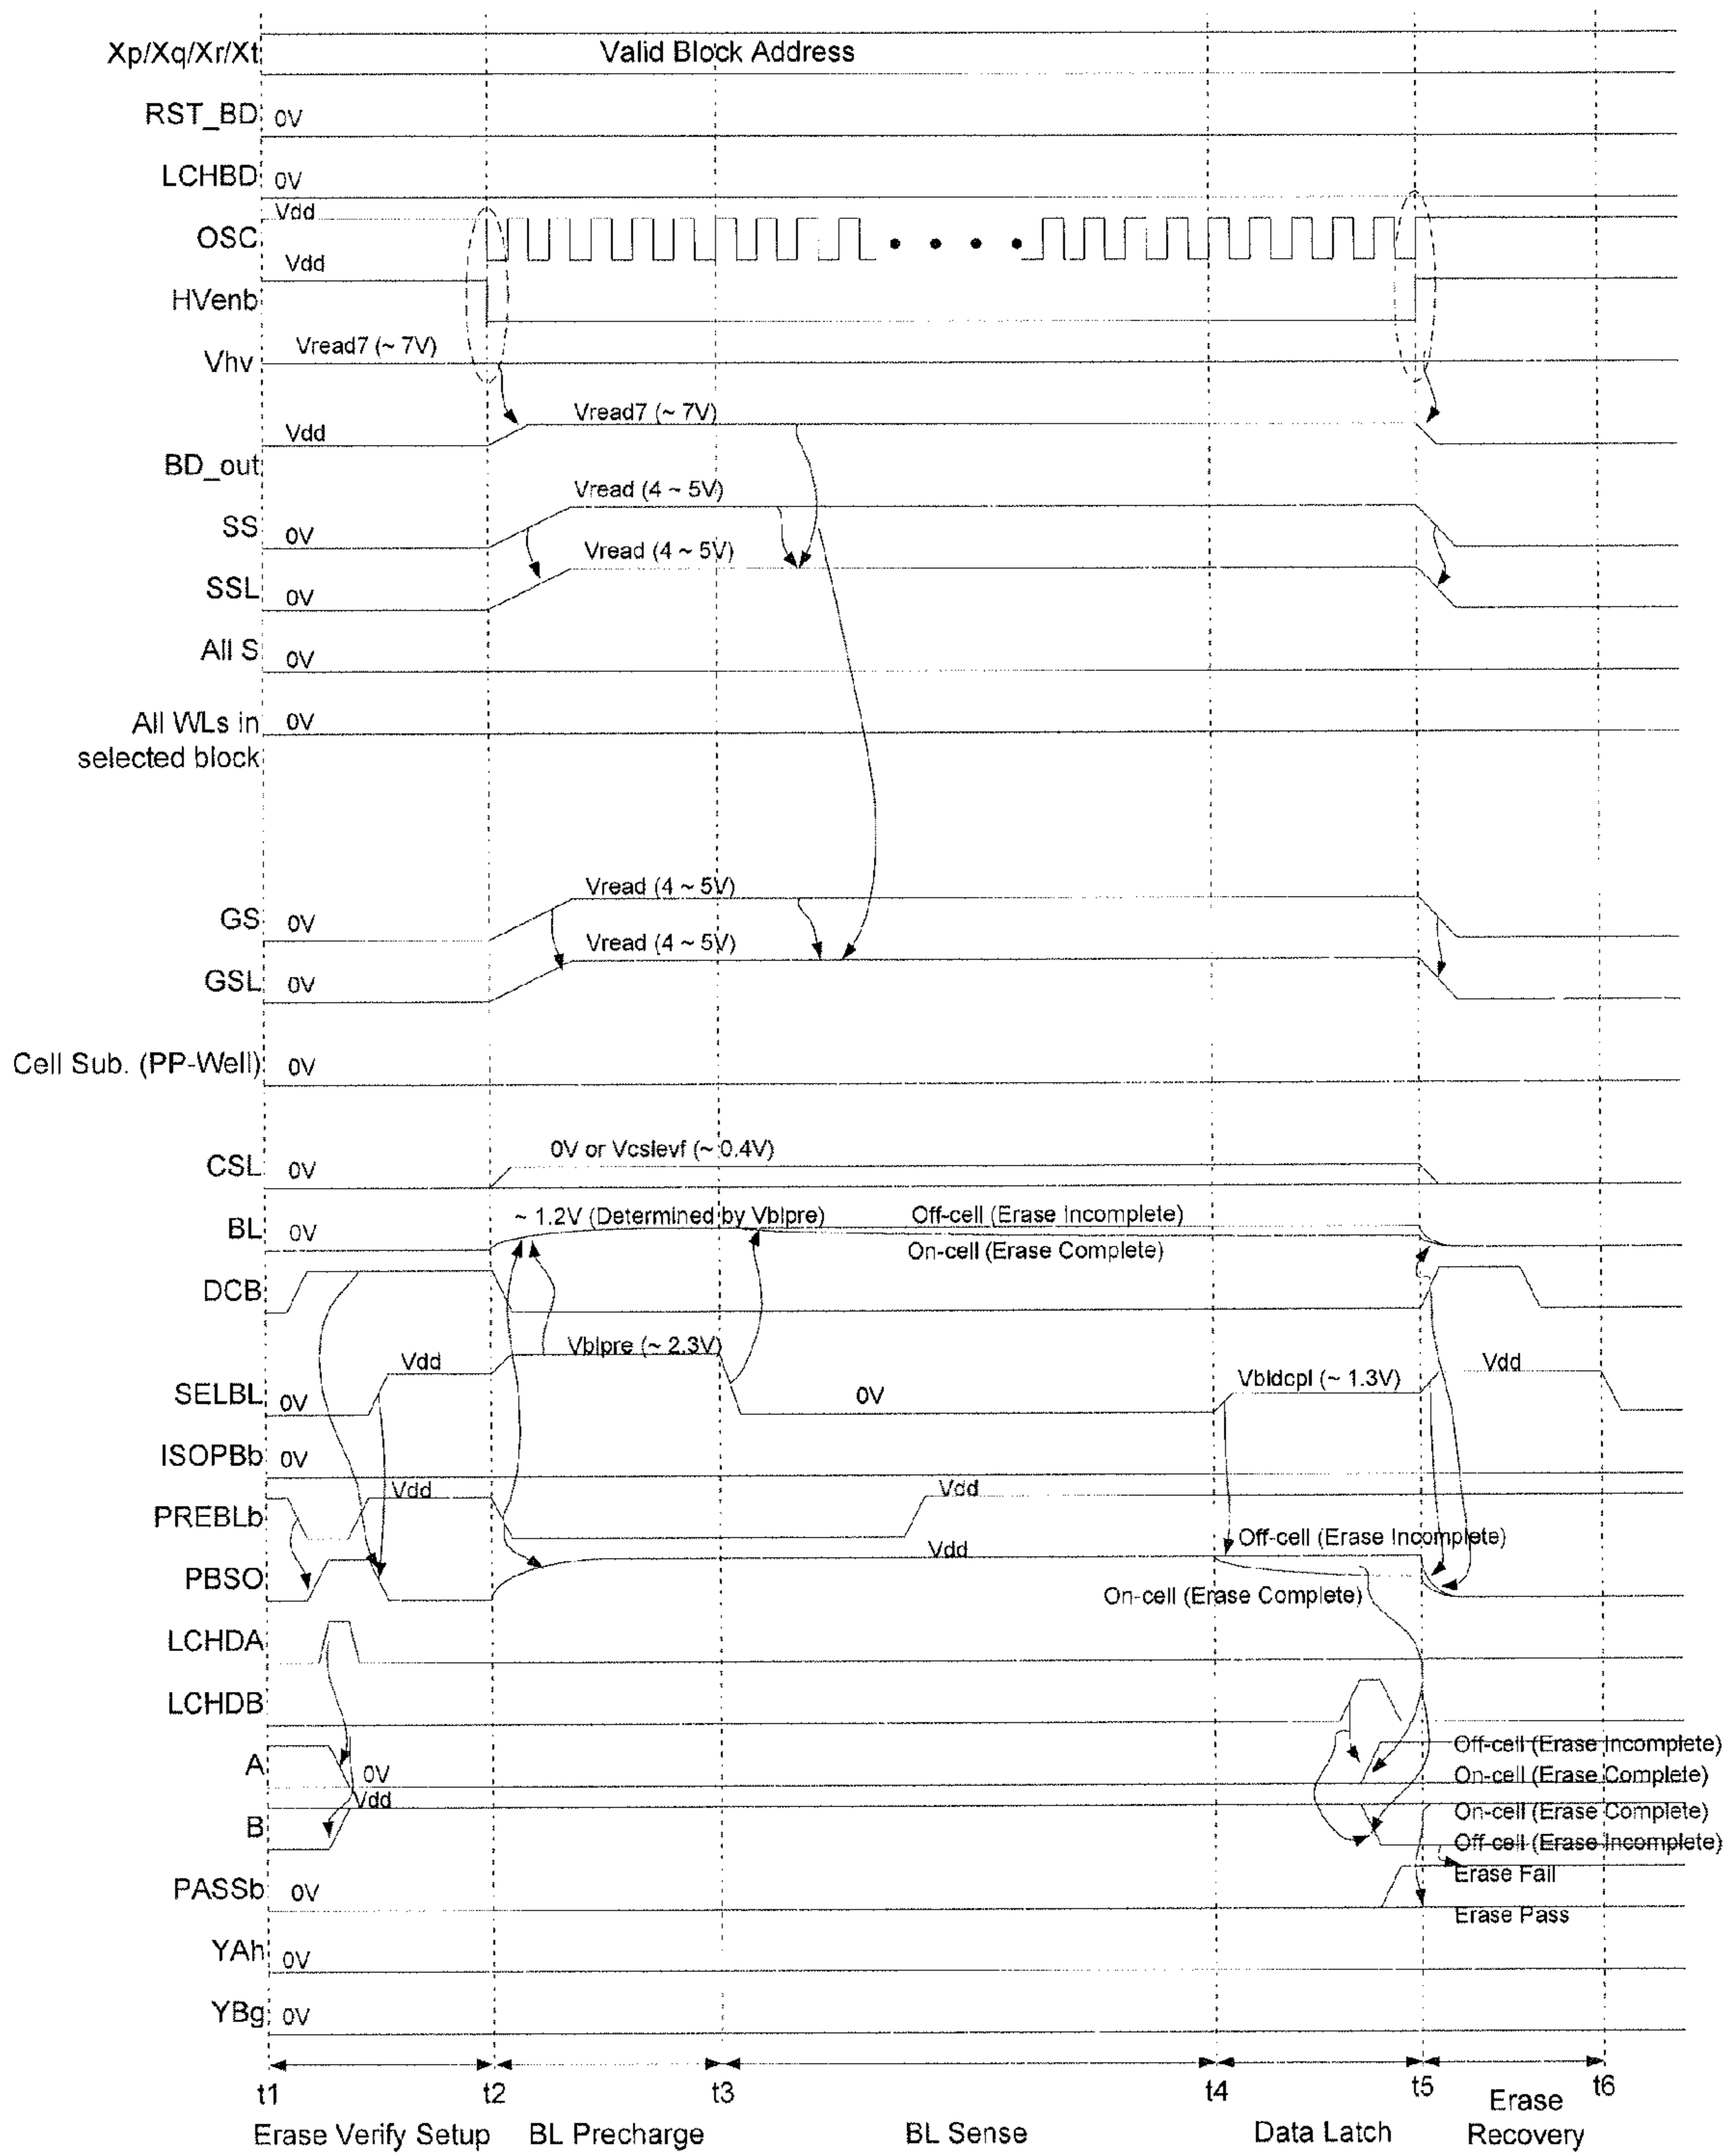 Xp/Xq/Xr/Xt
Valid Block Address
RST_BD 0V
LCHBD 0V
Vdd
OSC
Vdd
HVenb
Vread7 (~ 7V)
Vhv
Vread7 (~ 7V)
Vdd
BD_out
Vread (4 ~ 5V)
SS 0V
Vread (4 ~ 5V)
SSL 0V
All S 0V
All WLs in 0V
selected block
Vread (4 ~ 5V)
GS 0V
Vread (4 ~ 5V)
GSL 0V
Cell Sub. (PP-Well) 0V
0V or Vcslevf (~ 0.4V)
CSL 0V
~ 1.2V (Determined by Vblpre) Off-cell (Erase Incomplete)
BL 0V
On-cell (Erase Complete)
DCB
Vblpre (~ 2.3V)
Vdd Vbldcpl (~ 1.3V) Vdd
SELBL 0V 0V
ISOPBb 0V
Vdd Vdd
PREBLb
Off-cell (Erase Incomplete)
Vdd
PBSO
On-cell (Erase Complete)
LCHDA
LCHDB
Off-cell (Erase Incomplete)
A 0V On-cell (Erase Complete)
Vdd On-cell (Erase Complete)
B
Off-cell (Erase Incomplete)
Erase Fail
PASSb 0V
Erase Pass
YAh 0V
YBg 0V
t1 t2 t3 t4 t5 t6
Erase Verify Setup BL Precharge BL Sense Data Latch Erase
Recovery